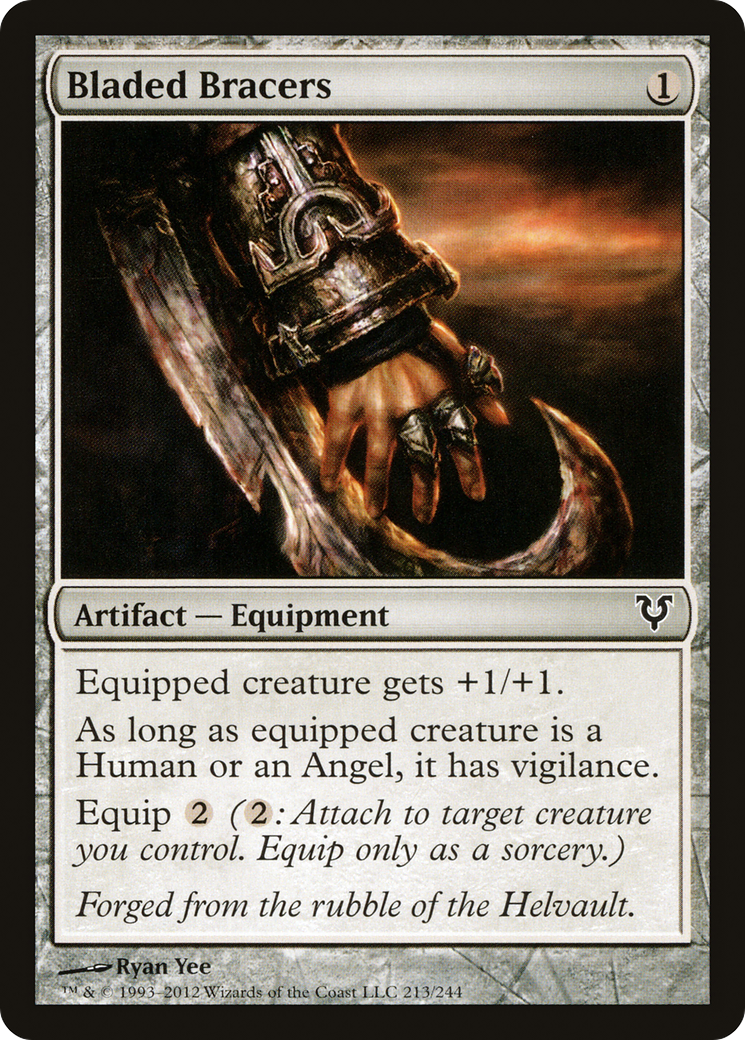 Bladed Bracers 1
Artifact — Equipment
Equipped creature gets +1/+1.
As long as equipped creature is a
Human or an Angel, it has vigilance.
Equip 2 (2: Attach to target creature
you control. Equip only as a sorcery.)
Forged from the rubble of the Helvault.
Ryan Yee
™ & © 1993–2012 Wizards of the Coast LLC 213/244